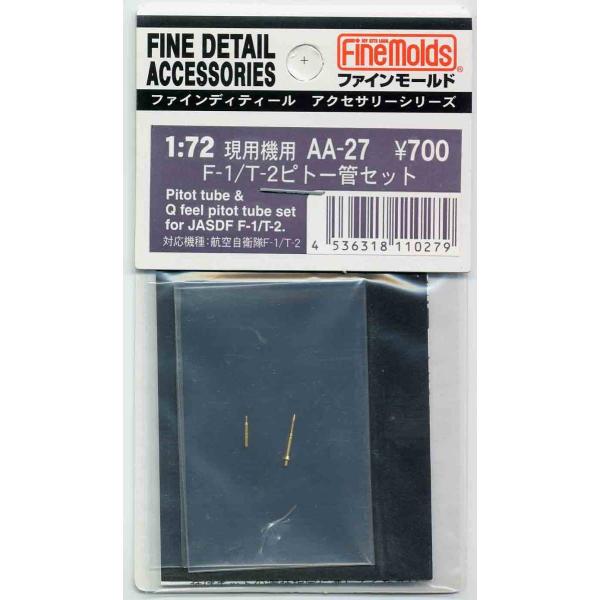 FINE DETAIL
ACCESSORIES
MY HITS LOOK
FineMolds®
ファインモールド
ファインディティール アクセサリーシリーズ
1:72 現用機用 AA-27 ¥700
F-1/T-2ピトー管セット
Pitot tube &
Q feel pitot tube set
for JASDF F-1/T-2.
対応機種:航空自衛隊F-1/T-2
4 536318 110279